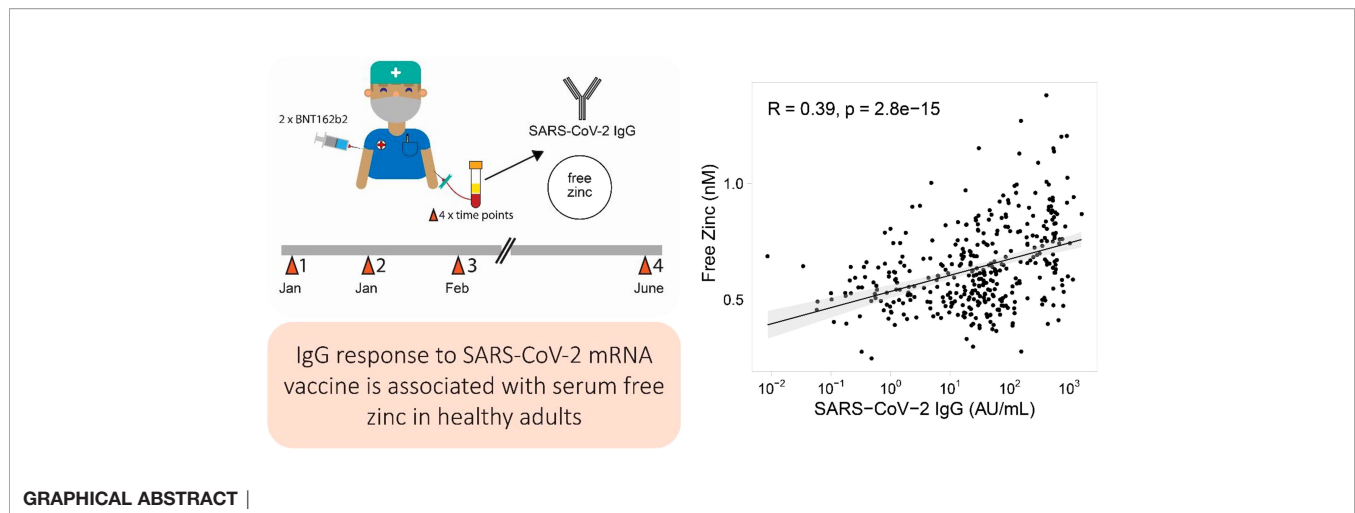 2 x BNT162b2
SARS-CoV-2 IgG
free
zinc
4 x time points
1
2
3
4
Jan
Jan
Feb
June
IgG response to SARS-CoV-2 mRNA
vaccine is associated with serum free
zinc in healthy adults
R = 0.39, p = 2.8e−15
Free Zinc (nM)
1.0
0.5
10⁻²
10⁻¹
10⁰
10¹
10²
10³
SARS−CoV−2 IgG (AU/mL)
GRAPHICAL ABSTRACT |